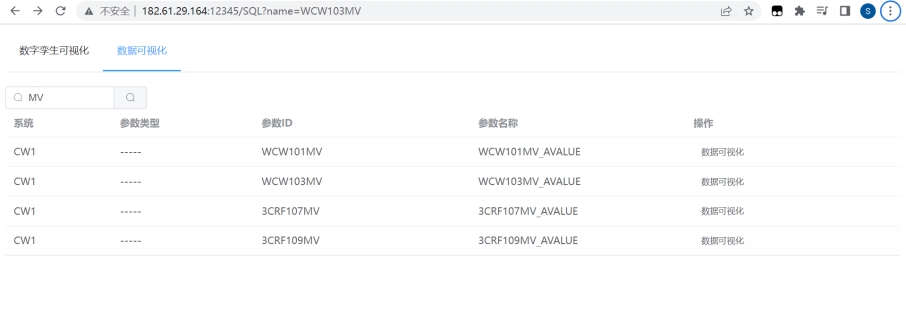 不安全 182.61.29.164:12345/SQL?name=WCW103MV S
数字孪生可视化 数据可视化
MV
系统 参数类型 参数ID 参数名称 操作
CW1 ----- WCW101MV WCW101MV_AVALUE 数据可视化
CW1 ----- WCW103MV WCW103MV_AVALUE 数据可视化
CW1 ----- 3CRF107MV 3CRF107MV_AVALUE 数据可视化
CW1 ----- 3CRF109MV 3CRF109MV_AVALUE 数据可视化